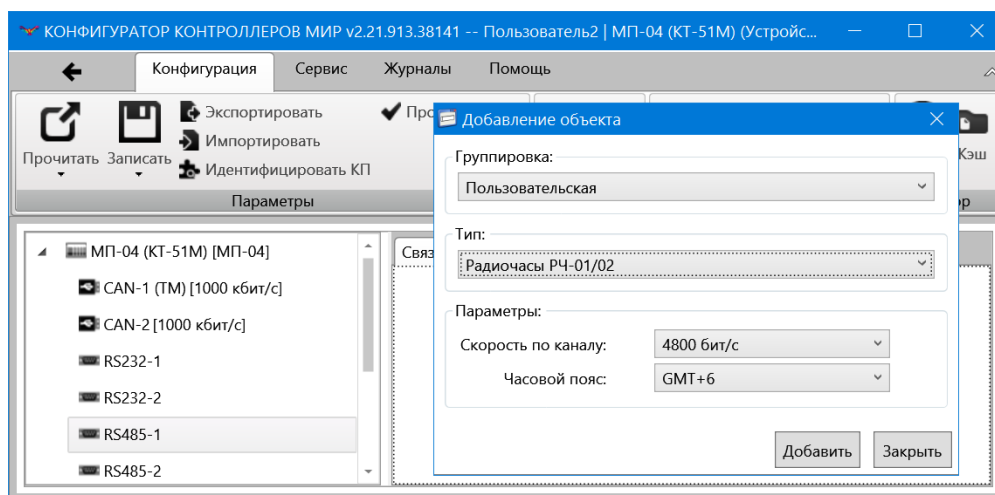 КОНФИГУРАТОР КОНТРОЛЛЕРОВ МИР v2.21.913.38141 -- Пользователь2 | МП-04 (КТ-51М) (Устройс...
Конфигурация Сервис Журналы Помощь
Прочитать Записать
Экспортировать
Импортировать
Идентифицировать КП
Параметры
Кэш
Добавление объекта
Группировка:
Пользовательская
Тип:
Радиочасы РЧ-01/02
Параметры:
Скорость по каналу: 4800 бит/с
Часовой пояс: GMT+6
Добавить Закрыть
МП-04 (КТ-51М) [МП-04]
CAN-1 (ТМ) [1000 кбит/с]
CAN-2 [1000 кбит/с]
RS232-1
RS232-2
RS485-1
RS485-2